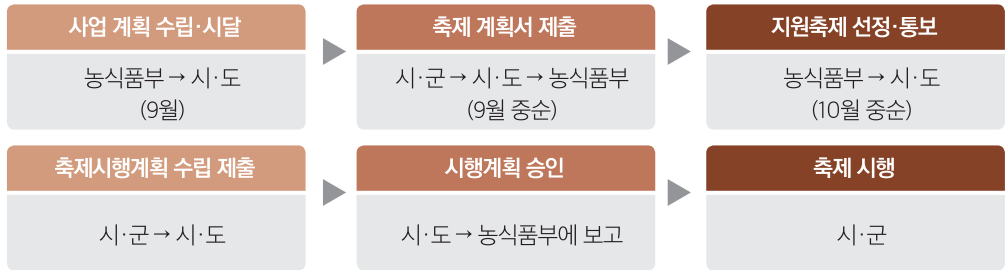 사업 계획 수립·시달
농식품부 → 시·도
(9월)
축제 계획서 제출
시·군 → 시·도 → 농식품부
(9월 중순)
지원축제 선정·통보
농식품부 → 시·도
(10월 중순)
축제시행계획 수립 제출
시·군 → 시·도
시행계획 승인
시·도 → 농식품부에 보고
축제 시행
시·군